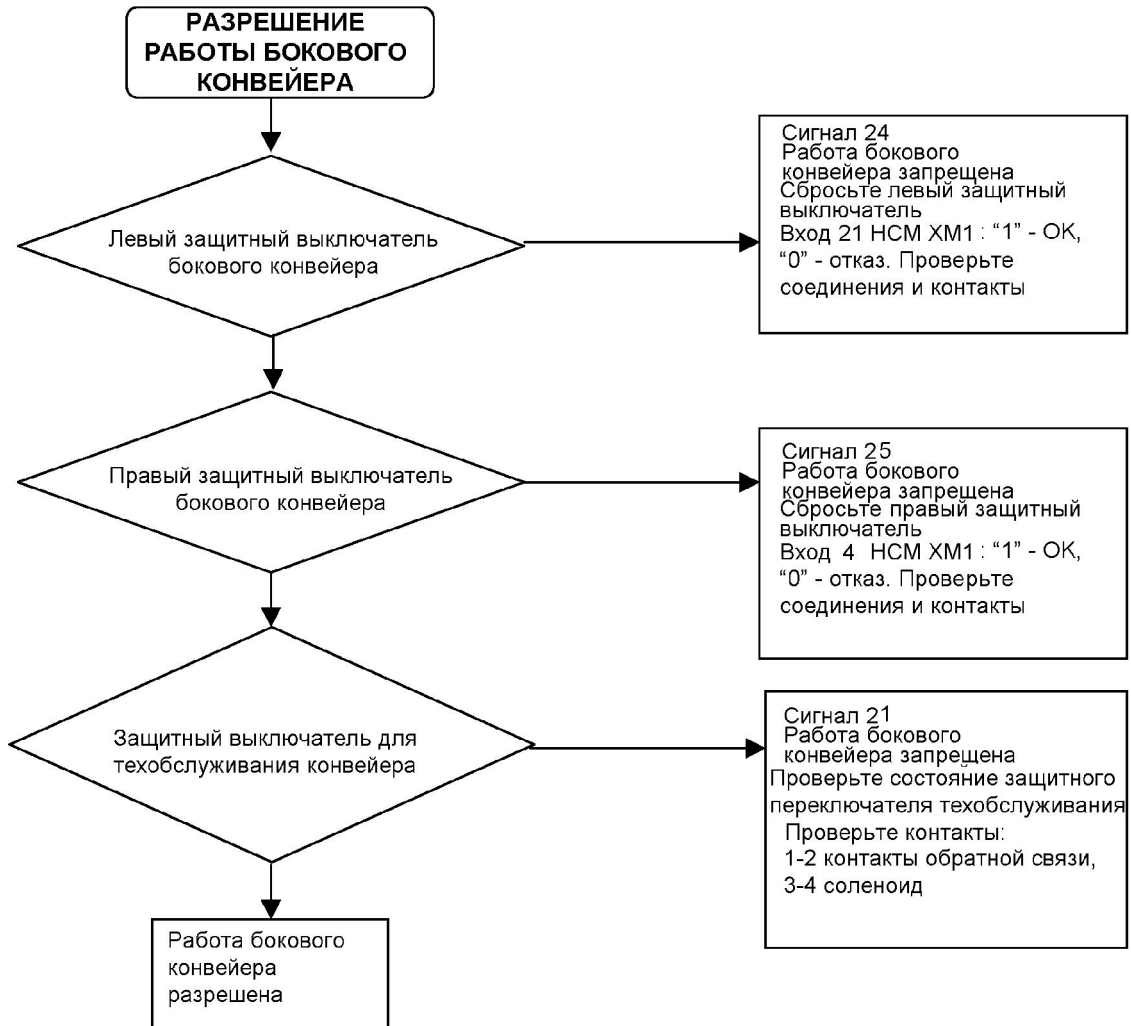 РАЗРЕШЕНИЕ
РАБОТЫ БОКОВОГО
КОНВЕЙЕРА
Левый защитный выключатель
бокового конвейера
Сигнал 24
Работа бокового
конвейера запрещена
Сбросьте левый защитный
выключатель
Вход 21 НСМ ХМ1 : “1” - ОК,
“0” - отказ. Проверьте
соединения и контакты
Правый защитный выключатель
бокового конвейера
Сигнал 25
Работа бокового
конвейера запрещена
Сбросьте правый защитный
выключатель
Вход 4 НСМ ХМ1 : “1” - ОК,
“0” - отказ. Проверьте
соединения и контакты
Защитный выключатель для
техобслуживания конвейера
Сигнал 21
Работа бокового
конвейера запрещена
Проверьте состояние защитного
переключателя техобслуживания
Проверьте контакты:
1-2 контакты обратной связи,
3-4 соленоид
Работа бокового
конвейера
разрешена